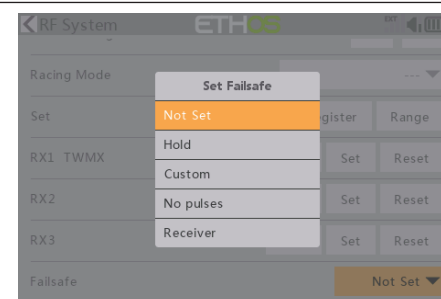 RF System ETHOS EXT
Racing Mode ---
Set Failsafe
Set Not Set gister Range
Hold
RX1 TWMX Set Reset
Custom
RX2 No pulses Set Reset
Receiver
RX3 Set Reset
Failsafe Not Set